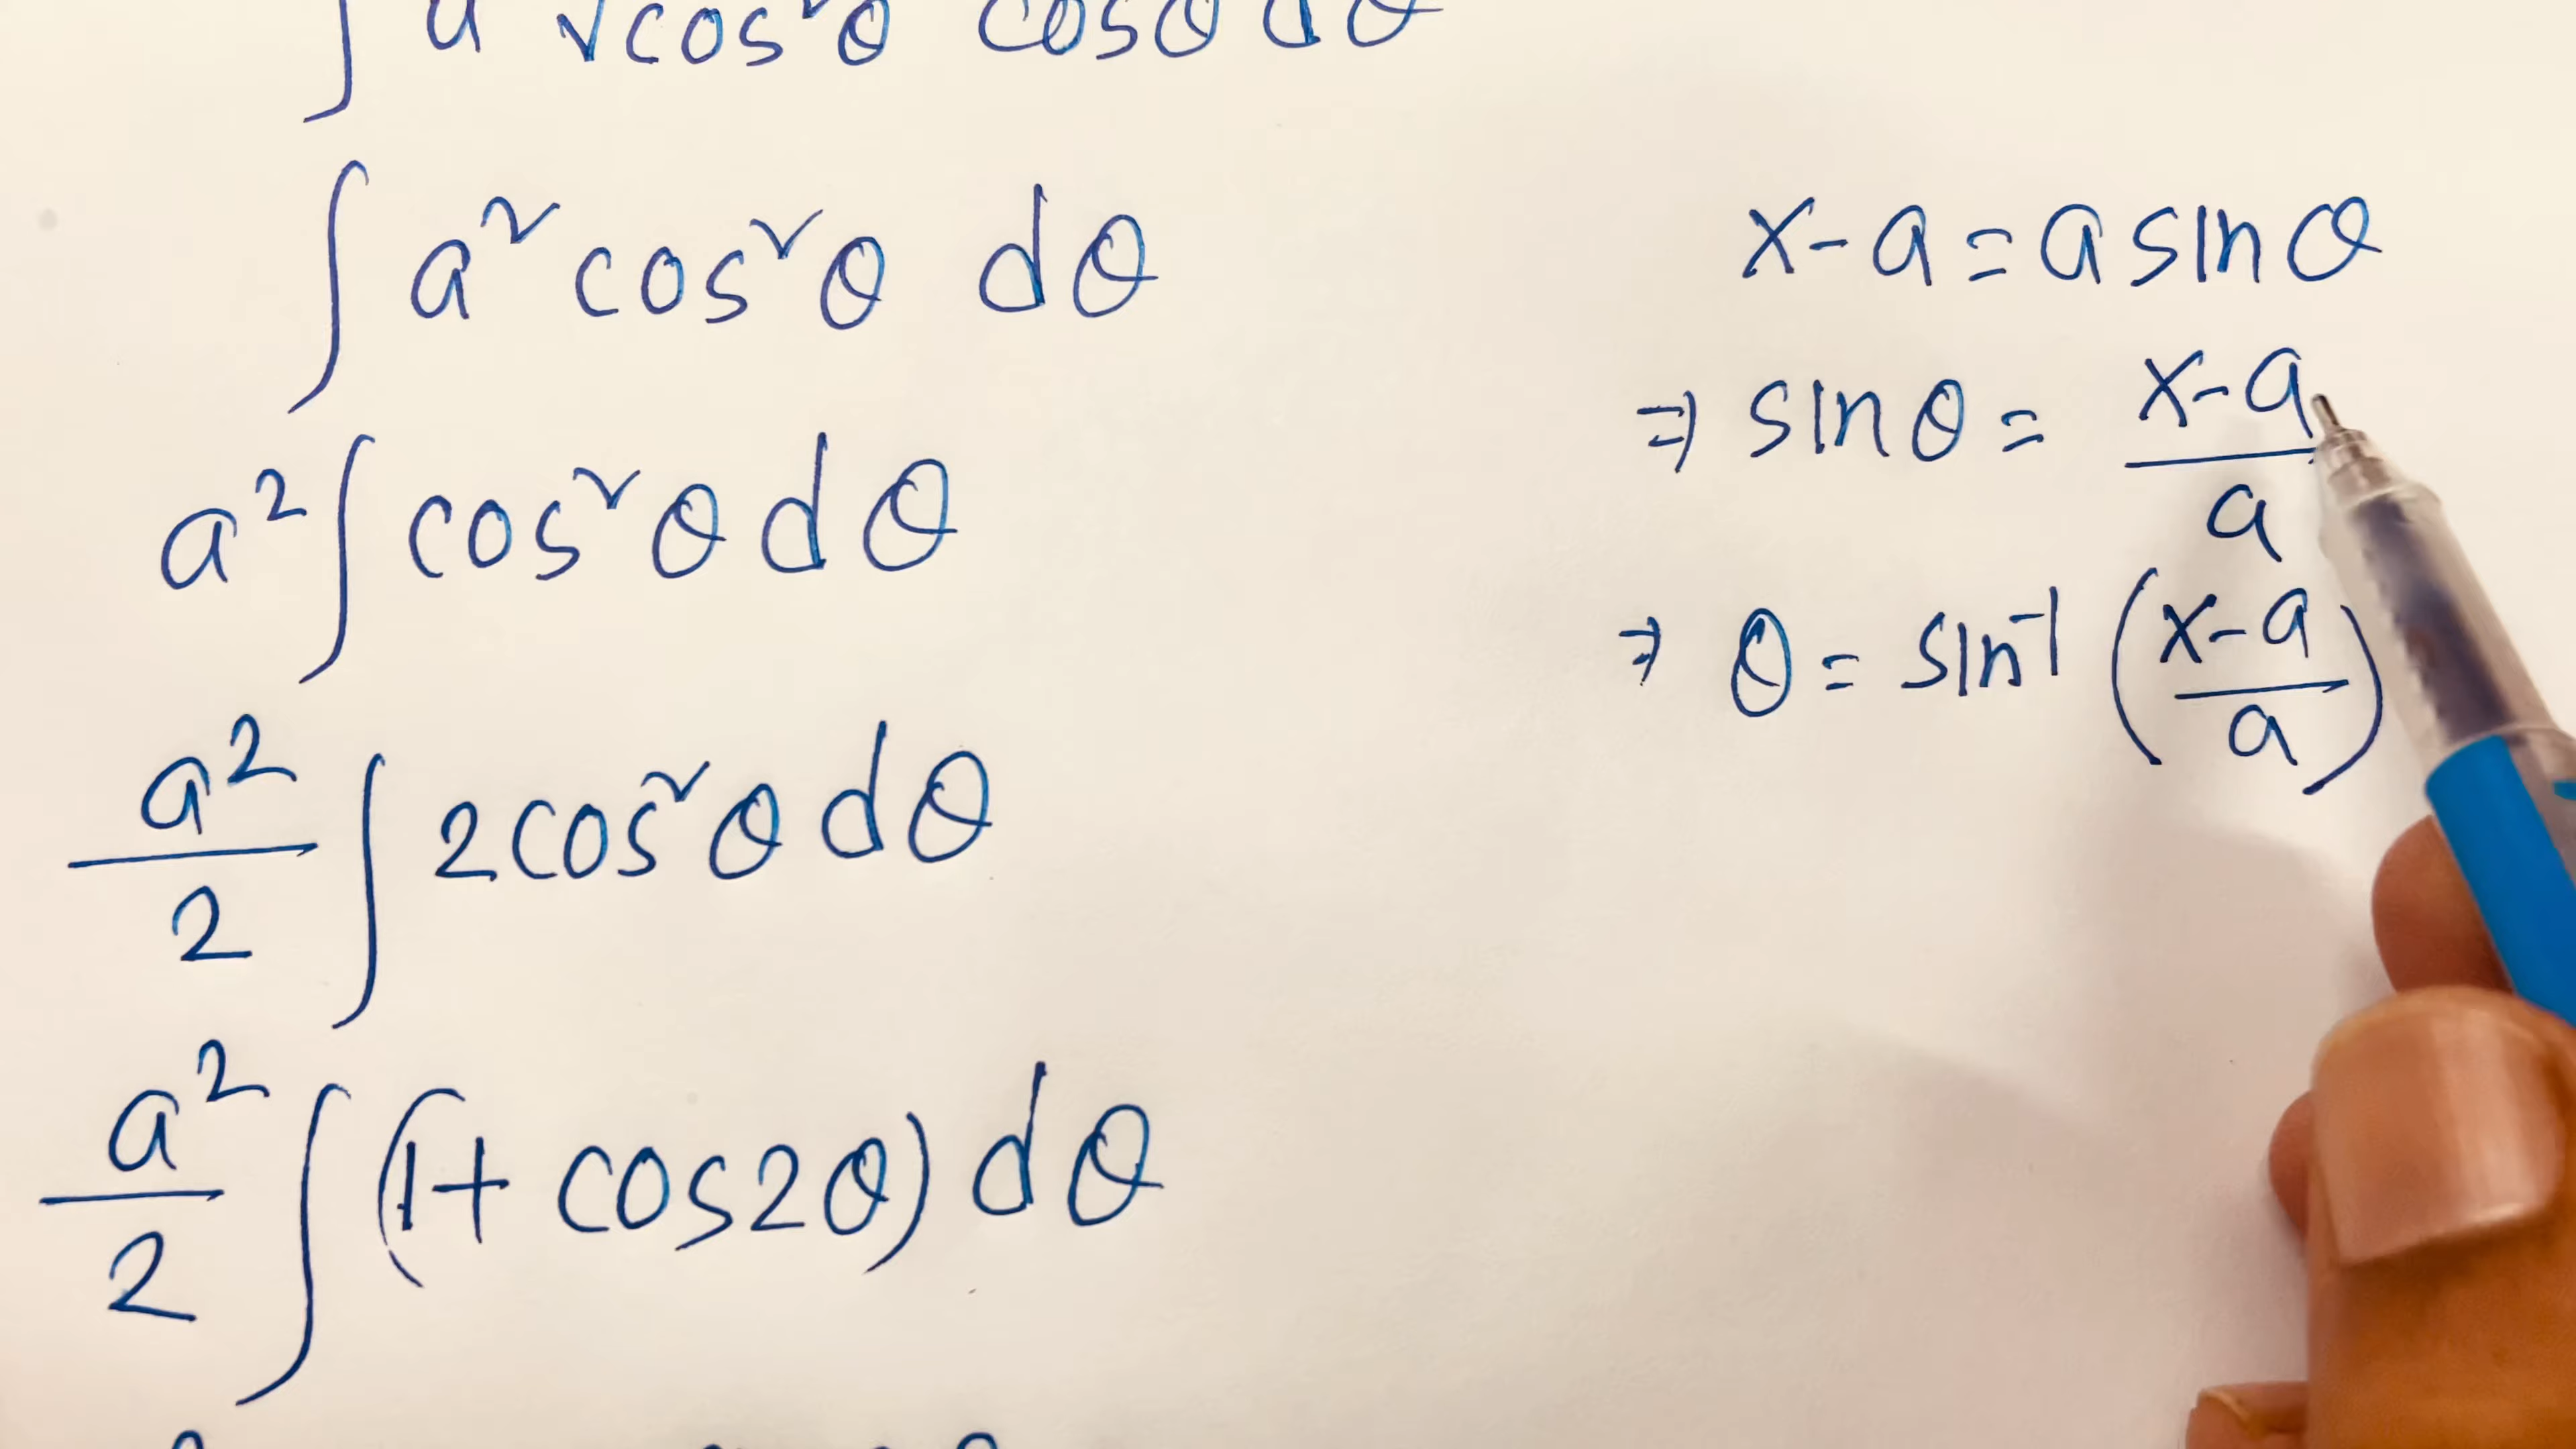 ∫ a √cos²θ cosθ dθ
∫ a² cos²θ dθ
a² ∫ cos²θ dθ
a²/2 ∫ 2cos²θ dθ
a²/2 ∫ (1+ cos2θ) dθ
x-a = a sinθ
⇒ sinθ = x-a/a
⇒ θ = sin⁻¹ (x-a/a)